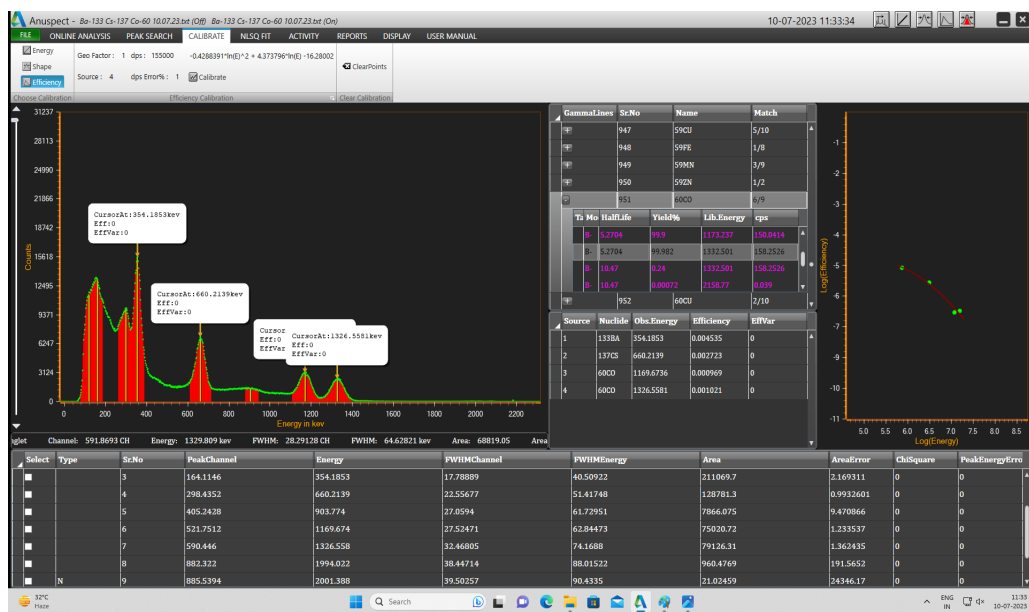 Anuspect - Ba-133 Cs-137 Co-60 10.07.23.txt (Off) Ba-133 Cs-137 Co-60 10.07.23.txt (On) 10-07-2023 11:33:34
FILE ONLINE ANALYSIS PEAK SEARCH CALIBRATE NLSQ FIT ACTIVITY REPORTS DISPLAY USER MANUAL
Energy
Shape
Efficiency
Choose Calibration
Geo Factor : 1 dps : 155000 -0.4288391*ln(E)^2 + 4.373796*ln(E) -16.28002
Source : 4 dps Error% : 1 Calibrate
Efficiency Calibration
ClearPoints
Clear Calibration
31237
28113
24990
21866
18742
15618
12495
9371
6247
3124
0
Counts
CursorAt:354.1853kev
Eff:0
EffVar:0
CursorAt:660.2139kev
Eff:0
EffVar:0
Cursor
Eff:0
EffVar
CursorAt:1326.558lkev
Eff:0
EffVar:0
0 200 400 600 800 1000 1200 1400 1600 1800 2000 2200
Energy in kev
glet Channel: 591.8693 CH Energy: 1329.809 kev FWHM: 28.29128 CH FWHM: 64.62821 kev Area: 68819.05 Area
GammaLines Sr.No Name Match
947 59CU 5/10
948 59FE 1/8
949 59MN 3/9
950 59ZN 1/2
951 60CO 6/9
Ta Mo HalfLife Yield% Lib.Energy cps
B- 5.2704 99.9 1173.237 158.0414
B- 5.2704 99.982 1332.501 158.2526
B- 10.47 0.24 1332.501 158.2526
B- 10.47 0.00072 2158.77 0.039
952 60CU 2/10
Source Nuclide Obs.Energy Efficiency EffVar
1 133BA 354.1853 0.004535 0
2 137CS 660.2139 0.002723 0
3 60CO 1169.6736 0.000969 0
4 60CO 1326.5581 0.001021 0
-1
-2
-3
-4
-5
-6
-7
-9
-10
-11
Log(Efficiency)
5.0 5.5 6.0 6.5 7.0 7.5 8.0 8.5
Log(Energy)
Select Type Sr.No PeakChannel Energy FWHMChannel FWHMEnergy Area AreaError ChiSquare PeakEnergyErro
3 164.1146 354.1853 17.78889 40.50922 211069.7 2.169311 0 0
4 298.4352 660.2139 22.55677 51.41748 128781.3 0.9932601 0 0
5 405.2428 903.774 27.0594 61.72951 7866.075 9.470866 0 0
6 521.7512 1169.674 27.52471 62.84473 75020.72 1.233537 0 0
7 590.446 1326.558 32.46805 74.1688 79126.31 1.362435 0 0
8 882.322 1994.022 38.44714 88.01522 960.4769 191.5652 0 0
N 9 885.5394 2001.388 39.50257 90.4335 21.02459 24346.17 0 0
32°C
Haze
Search
ENG
IN
11:33
10-07-2023